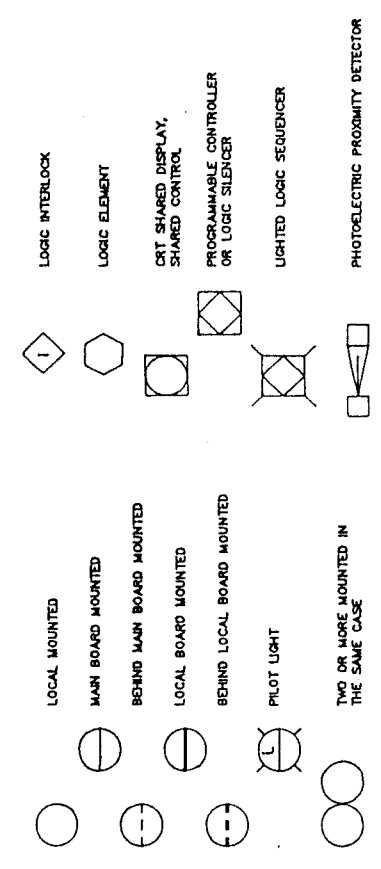 LOCAL MOUNTED
MAIN BOARD MOUNTED
BEHIND MAIN BOARD MOUNTED
LOCAL BOARD MOUNTED
BEHIND LOCAL BOARD MOUNTED
L
PILOT LIGHT
TWO OR MORE MOUNTED IN
THE SAME CASE
I
LOGIC INTERLOCK
LOGIC ELEMENT
CRT SHARED DISPLAY,
SHARED CONTROL
PROGRAMMABLE CONTROLLER
OR LOGIC SILENCER
LIGHTED LOGIC SEQUENCER
PHOTOELECTRIC PROXIMITY DETECTOR